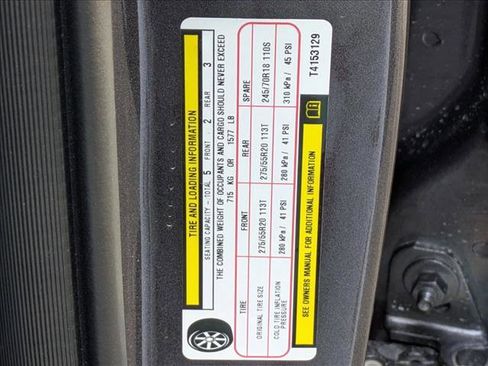 TIRE AND LOADING INFORMATION
SEATING CAPACITY - TOTAL 5 FRONT 2 REAR 3
THE COMBINED WEIGHT OF OCCUPANTS AND CARGO SHOULD NEVER EXCEED
715 KG OR 1577 LB
TIRE FRONT REAR SPARE
ORIGINAL TIRE SIZE 275/55R20 113T 275/55R20 113T 245/70R18 110S
COLD TIRE INFLATION PRESSURE 280 kPa/ 41 PSI 280 kPa/ 41 PSI 310 kPa/ 45 PSI
SEE OWNERS MANUAL FOR ADDITIONAL INFORMATION
T4153129